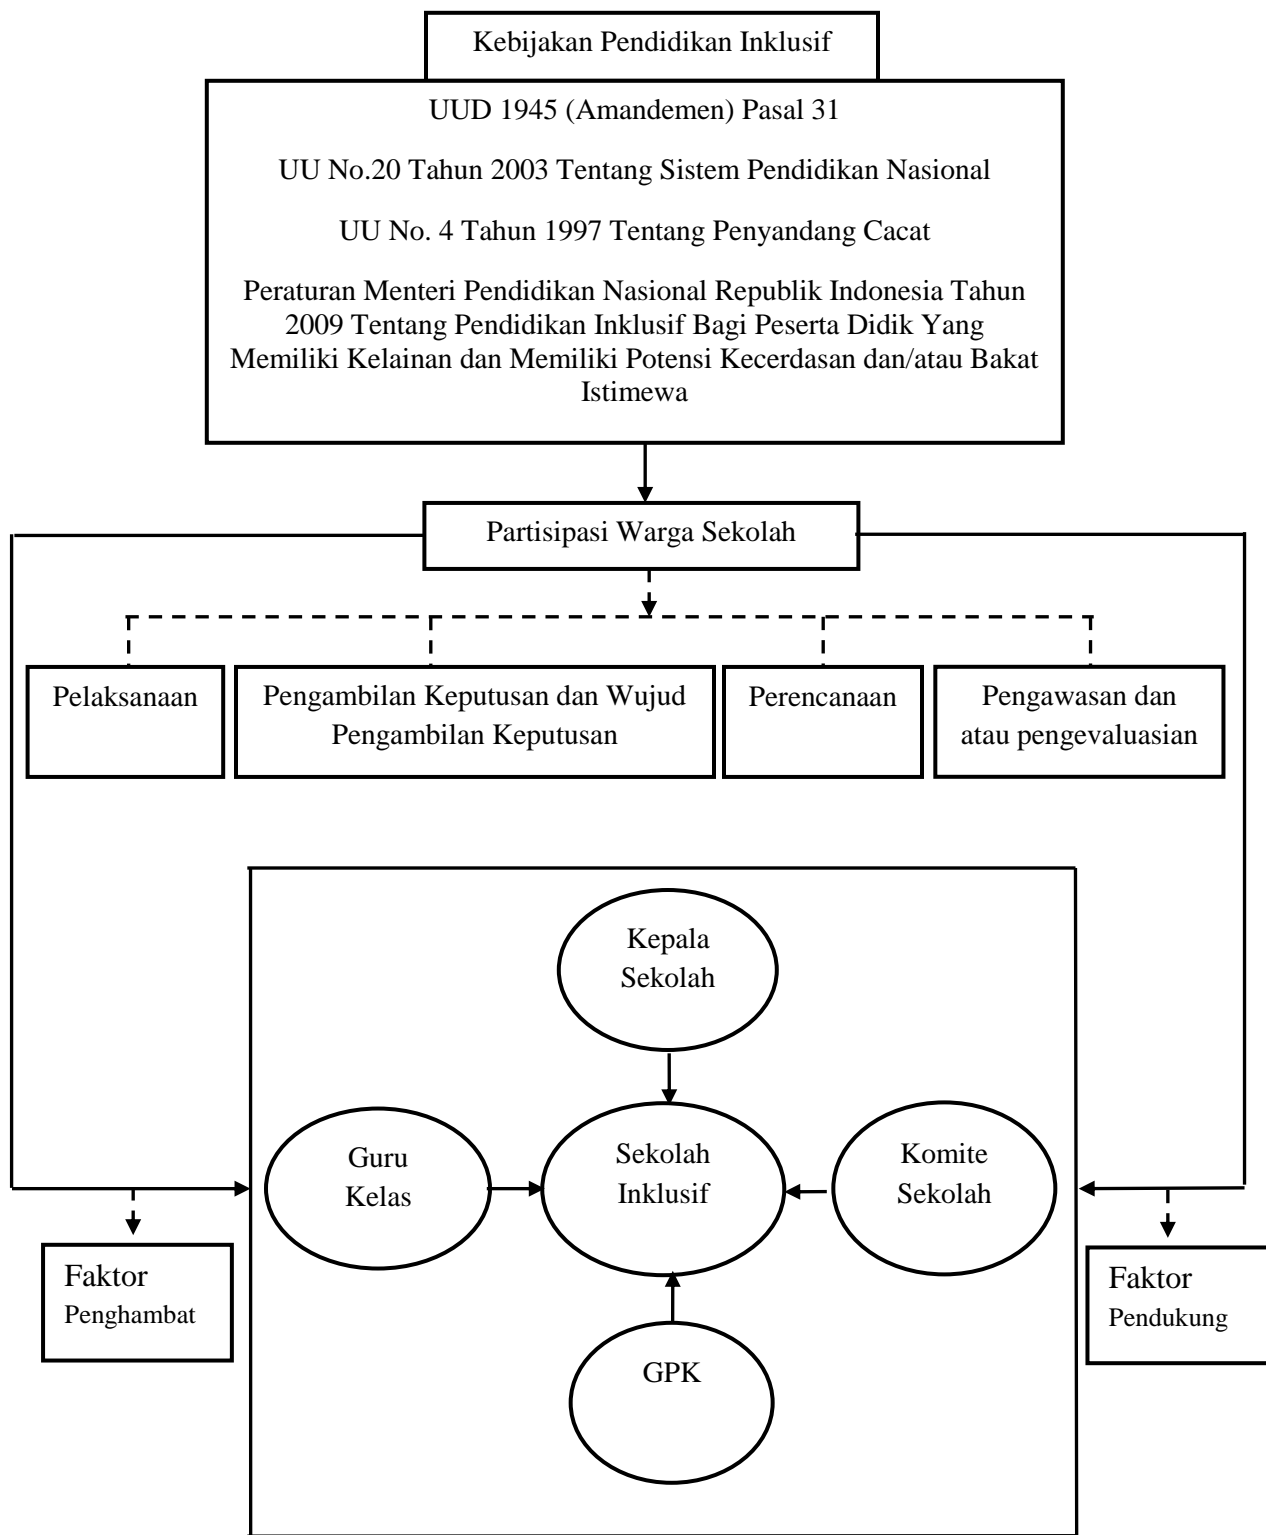 Kebijakan Pendidikan Inklusif
UUD 1945 (Amandemen) Pasal 31
UU No.20 Tahun 2003 Tentang Sistem Pendidikan Nasional
UU No. 4 Tahun 1997 Tentang Penyandang Cacat
Peraturan Menteri Pendidikan Nasional Republik Indonesia Tahun
2009 Tentang Pendidikan Inklusif Bagi Peserta Didik Yang
Memiliki Kelainan dan Memiliki Potensi Kecerdasan dan/atau Bakat
Istimewa
Partisipasi Warga Sekolah
Pelaksanaan
Pengambilan Keputusan dan Wujud
Pengambilan Keputusan
Perencanaan
Pengawasan dan
atau pengevaluasian
Kepala
Sekolah
Guru
Kelas
Sekolah
Inklusif
Komite
Sekolah
Faktor
Penghambat
Faktor
Pendukung
GPK